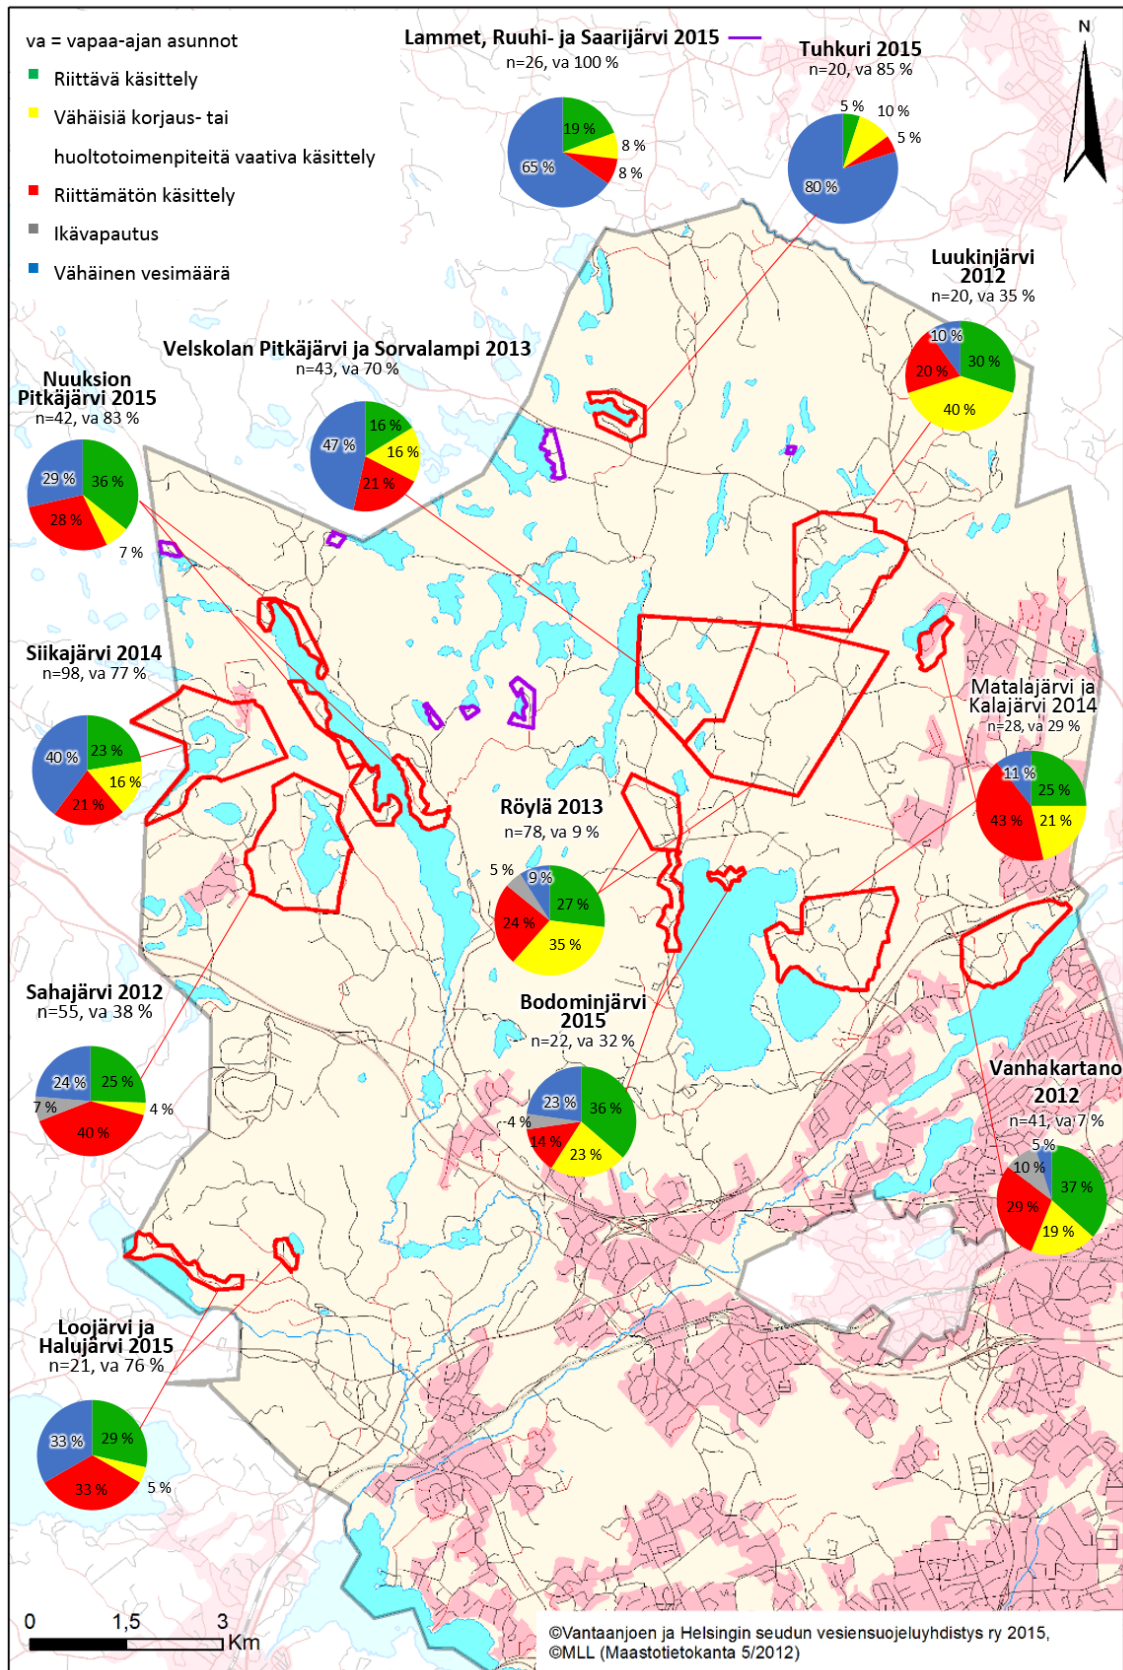 va = vapaa-ajan asunnot
Riittävä käsittely
Vähäisiä korjaus- tai
huoltotoimenpiteitä vaativa käsittely
Riittämätön käsittely
Ikävapautus
Vähäinen vesimäärä
Lammet, Ruuhi- ja Saarijärvi 2015
n=26, va 100 %
19 %
8 %
8 %
65 %
Tuhkuri 2015
n=20, va 85 %
5 %
10 %
5 %
80 %
N
Luukinjärvi
2012
n=20, va 35 %
10 %
30 %
20 %
40 %
Velskolan Pitkäjärvi ja Sorvalampi 2013
n=43, va 70 %
16 %
47 %
16 %
21 %
Nuuksion
Pitkäjärvi 2015
n=42, va 83 %
29 %
36 %
28 %
7 %
Siikajärvi 2014
n=98, va 77 %
40 %
23 %
16 %
21 %
Matalajärvi ja
Kalajärvi 2014
n=28, va 29 %
11 %
25 %
43 %
21 %
Röylä 2013
n=78, va 9 %
5 %
9 %
27 %
24 %
35 %
Sahajärvi 2012
n=55, va 38 %
24 %
25 %
7 %
4 %
40 %
Bodominjärvi
2015
n=22, va 32 %
23 %
36 %
4 %
14 %
23 %
Vanhakartano
2012
n=41, va 7 %
5 %
10 %
37 %
29 %
19 %
Loojärvi ja
Halujärvi 2015
n=21, va 76 %
33 %
29 %
33 %
5 %
0 1,5 3
Km
©Vantaanjoen ja Helsingin seudun vesiensuojeluyhdistys ry 2015,
©MLL (Maastotietokanta 5/2012)